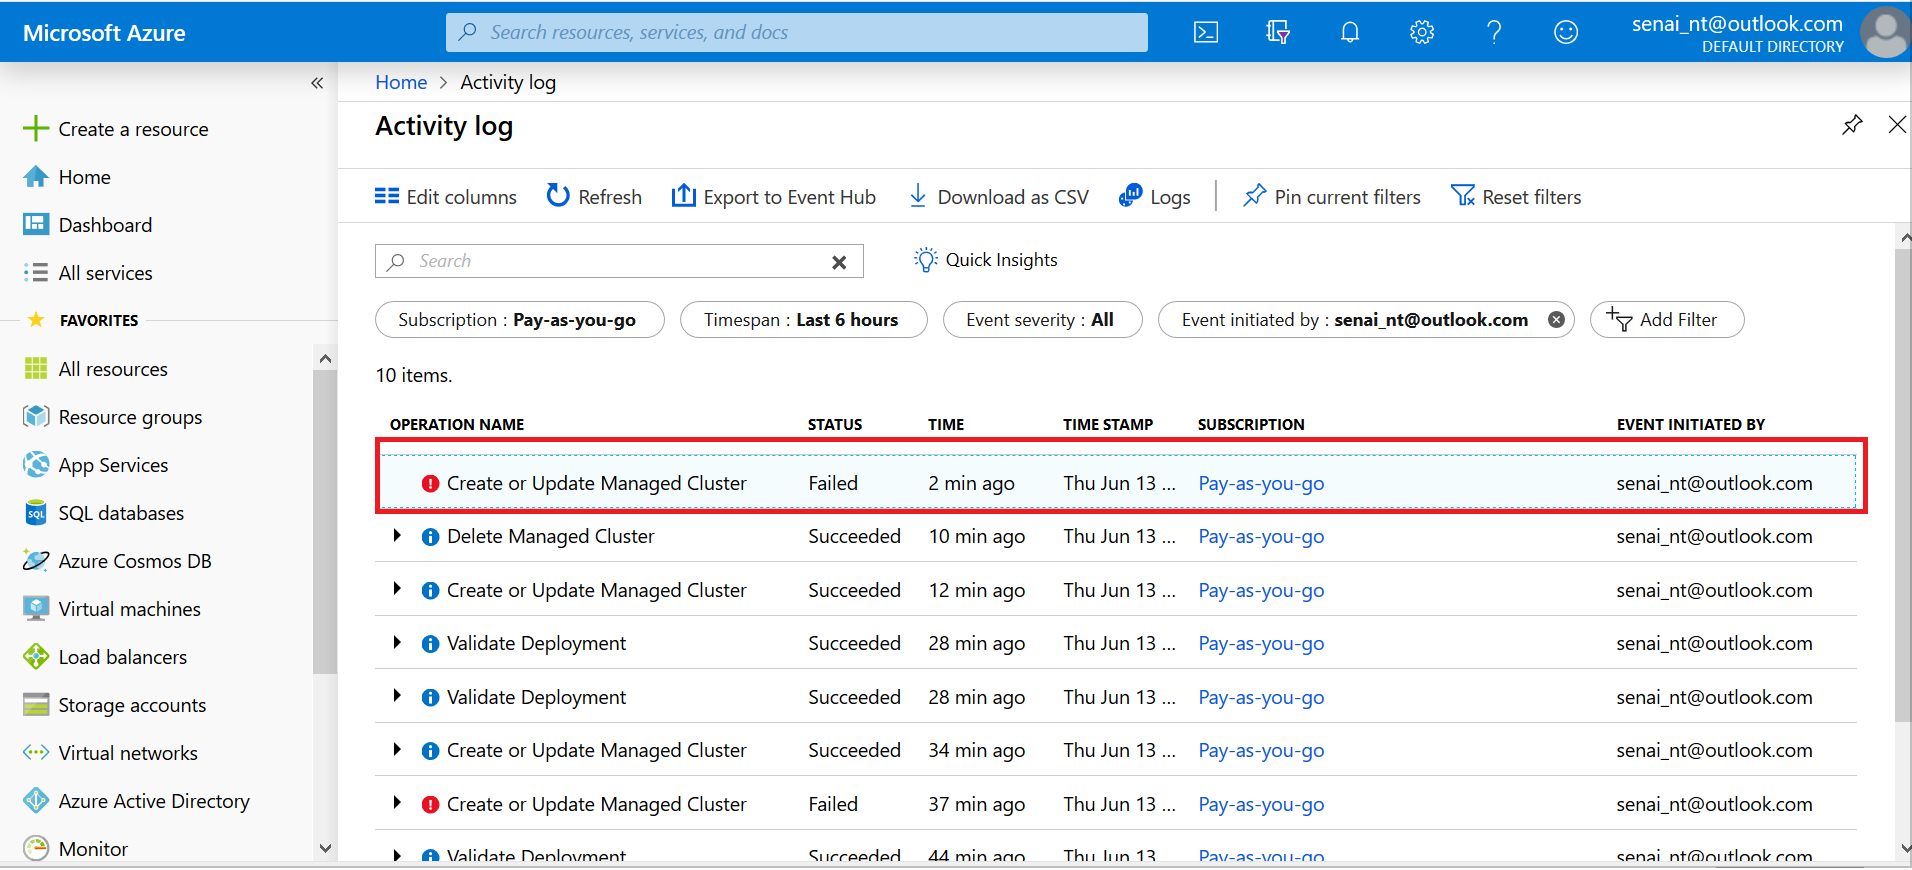 Microsoft Azure
Search resources, services, and docs
senai_nt@outlook.com
DEFAULT DIRECTORY
Create a resource
Home
Dashboard
All services
FAVORITES
All resources
Resource groups
App Services
SQL
SQL databases
Azure Cosmos DB
Virtual machines
Load balancers
Storage accounts
Virtual networks
Azure Active Directory
Monitor
Home > Activity log
Activity log
Edit columns Refresh Export to Event Hub Download as CSV Logs Pin current filters Reset filters
Search Quick Insights
Subscription : Pay-as-you-go Timespan : Last 6 hours Event severity : All Event initiated by : senai_nt@outlook.com Add Filter
10 items.
OPERATION NAME STATUS TIME TIME STAMP SUBSCRIPTION EVENT INITIATED BY
Create or Update Managed Cluster Failed 2 min ago Thu Jun 13 ... Pay-as-you-go senai_nt@outlook.com
Delete Managed Cluster Succeeded 10 min ago Thu Jun 13 ... Pay-as-you-go senai_nt@outlook.com
Create or Update Managed Cluster Succeeded 12 min ago Thu Jun 13 ... Pay-as-you-go senai_nt@outlook.com
Validate Deployment Succeeded 28 min ago Thu Jun 13 ... Pay-as-you-go senai_nt@outlook.com
Validate Deployment Succeeded 28 min ago Thu Jun 13 ... Pay-as-you-go senai_nt@outlook.com
Create or Update Managed Cluster Succeeded 34 min ago Thu Jun 13 ... Pay-as-you-go senai_nt@outlook.com
Create or Update Managed Cluster Failed 37 min ago Thu Jun 13 ... Pay-as-you-go senai_nt@outlook.com
Validate Deployment Succeeded 44 min ago Thu Jun 13 ... Pay-as-you-go senai_nt@outlook.com